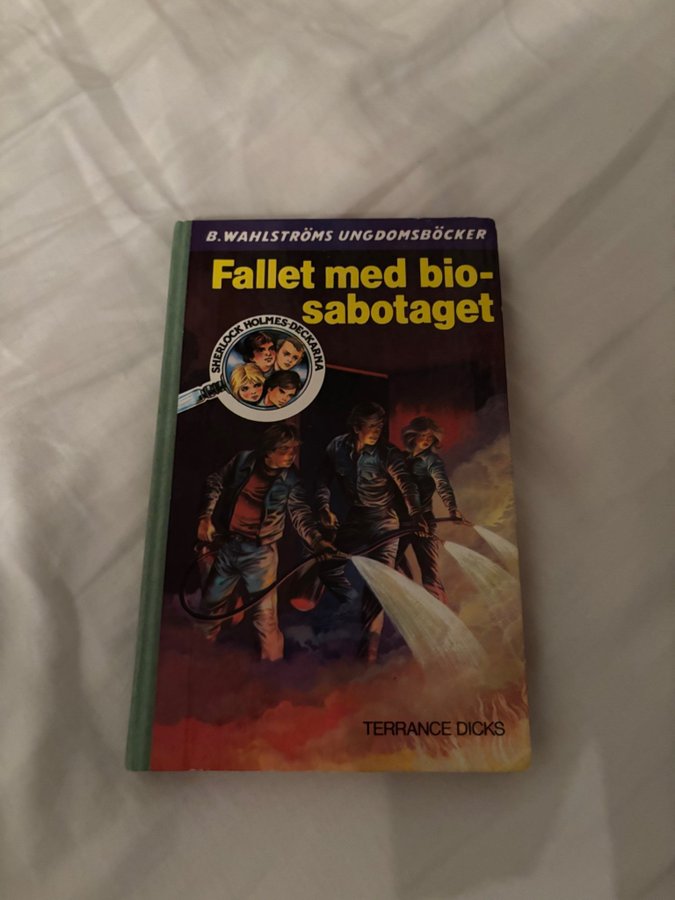 B.WAHLSTRÖMS UNGDOMSBÖCKER
Fallet med bio-
sabotaget
SHERLOCK HOLMES-DECKARNA
TERRANCE DICKS